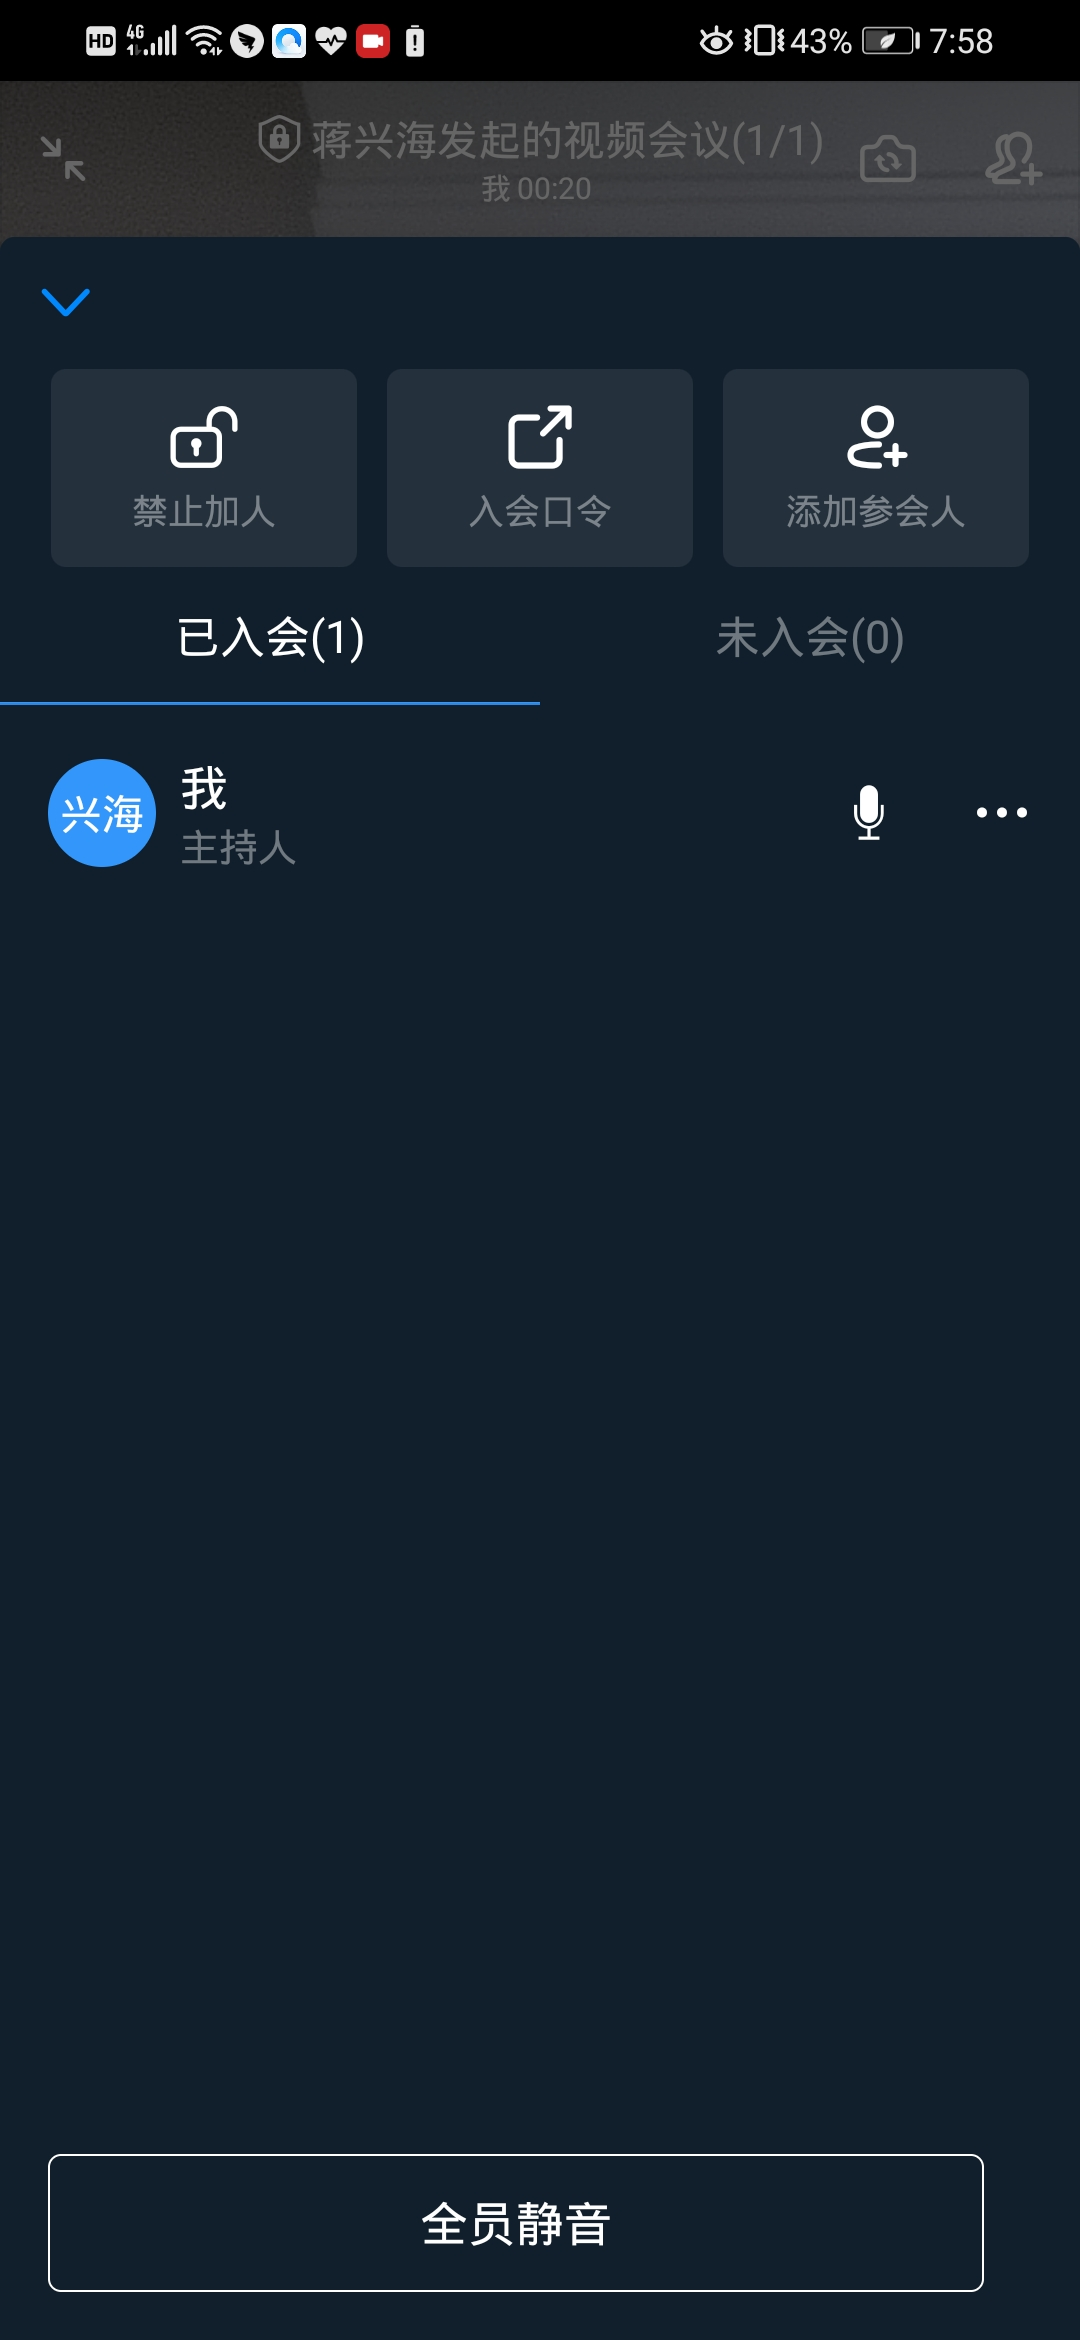 HD 4G 43% 7:58
蒋兴海发起的视频会议(1/1)
我 00:20
禁止加人 入会口令 添加参会人
已入会(1) 未入会(0)
兴海 我
主持人
全员静音